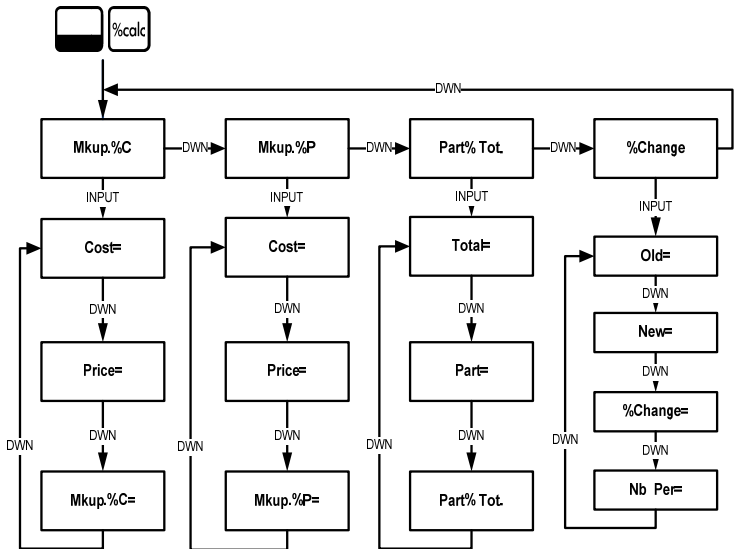 %calc
DWN
Mkup.%C DWN Mkup.%P DWN Part% Tot. DWN %Change
INPUT INPUT INPUT INPUT
Cost= Cost= Total= Old=
DWN DWN DWN DWN
New=
Price= Price= Part= DWN
%Change=
DWN DWN DWN DWN DWN DWN DWN DWN
Mkup.%C= Mkup.%P= Part% Tot. Nb Per=